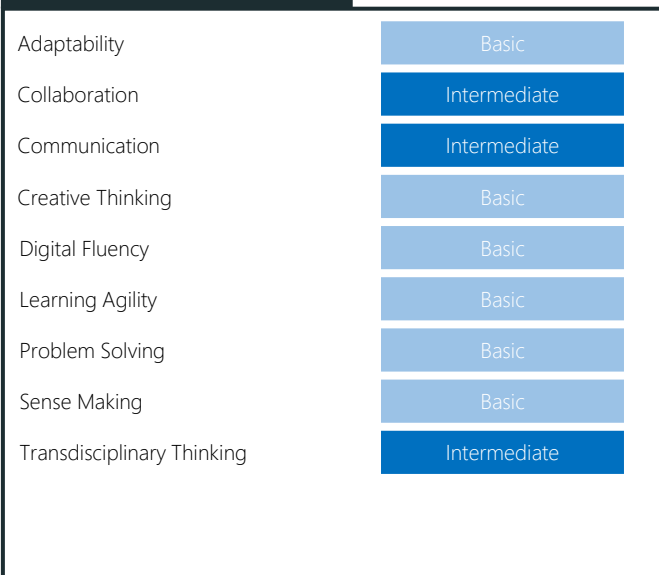 Adaptability Basic
Collaboration Intermediate
Communication Intermediate
Creative Thinking Basic
Digital Fluency Basic
Learning Agility Basic
Problem Solving Basic
Sense Making Basic
Transdisciplinary Thinking Intermediate